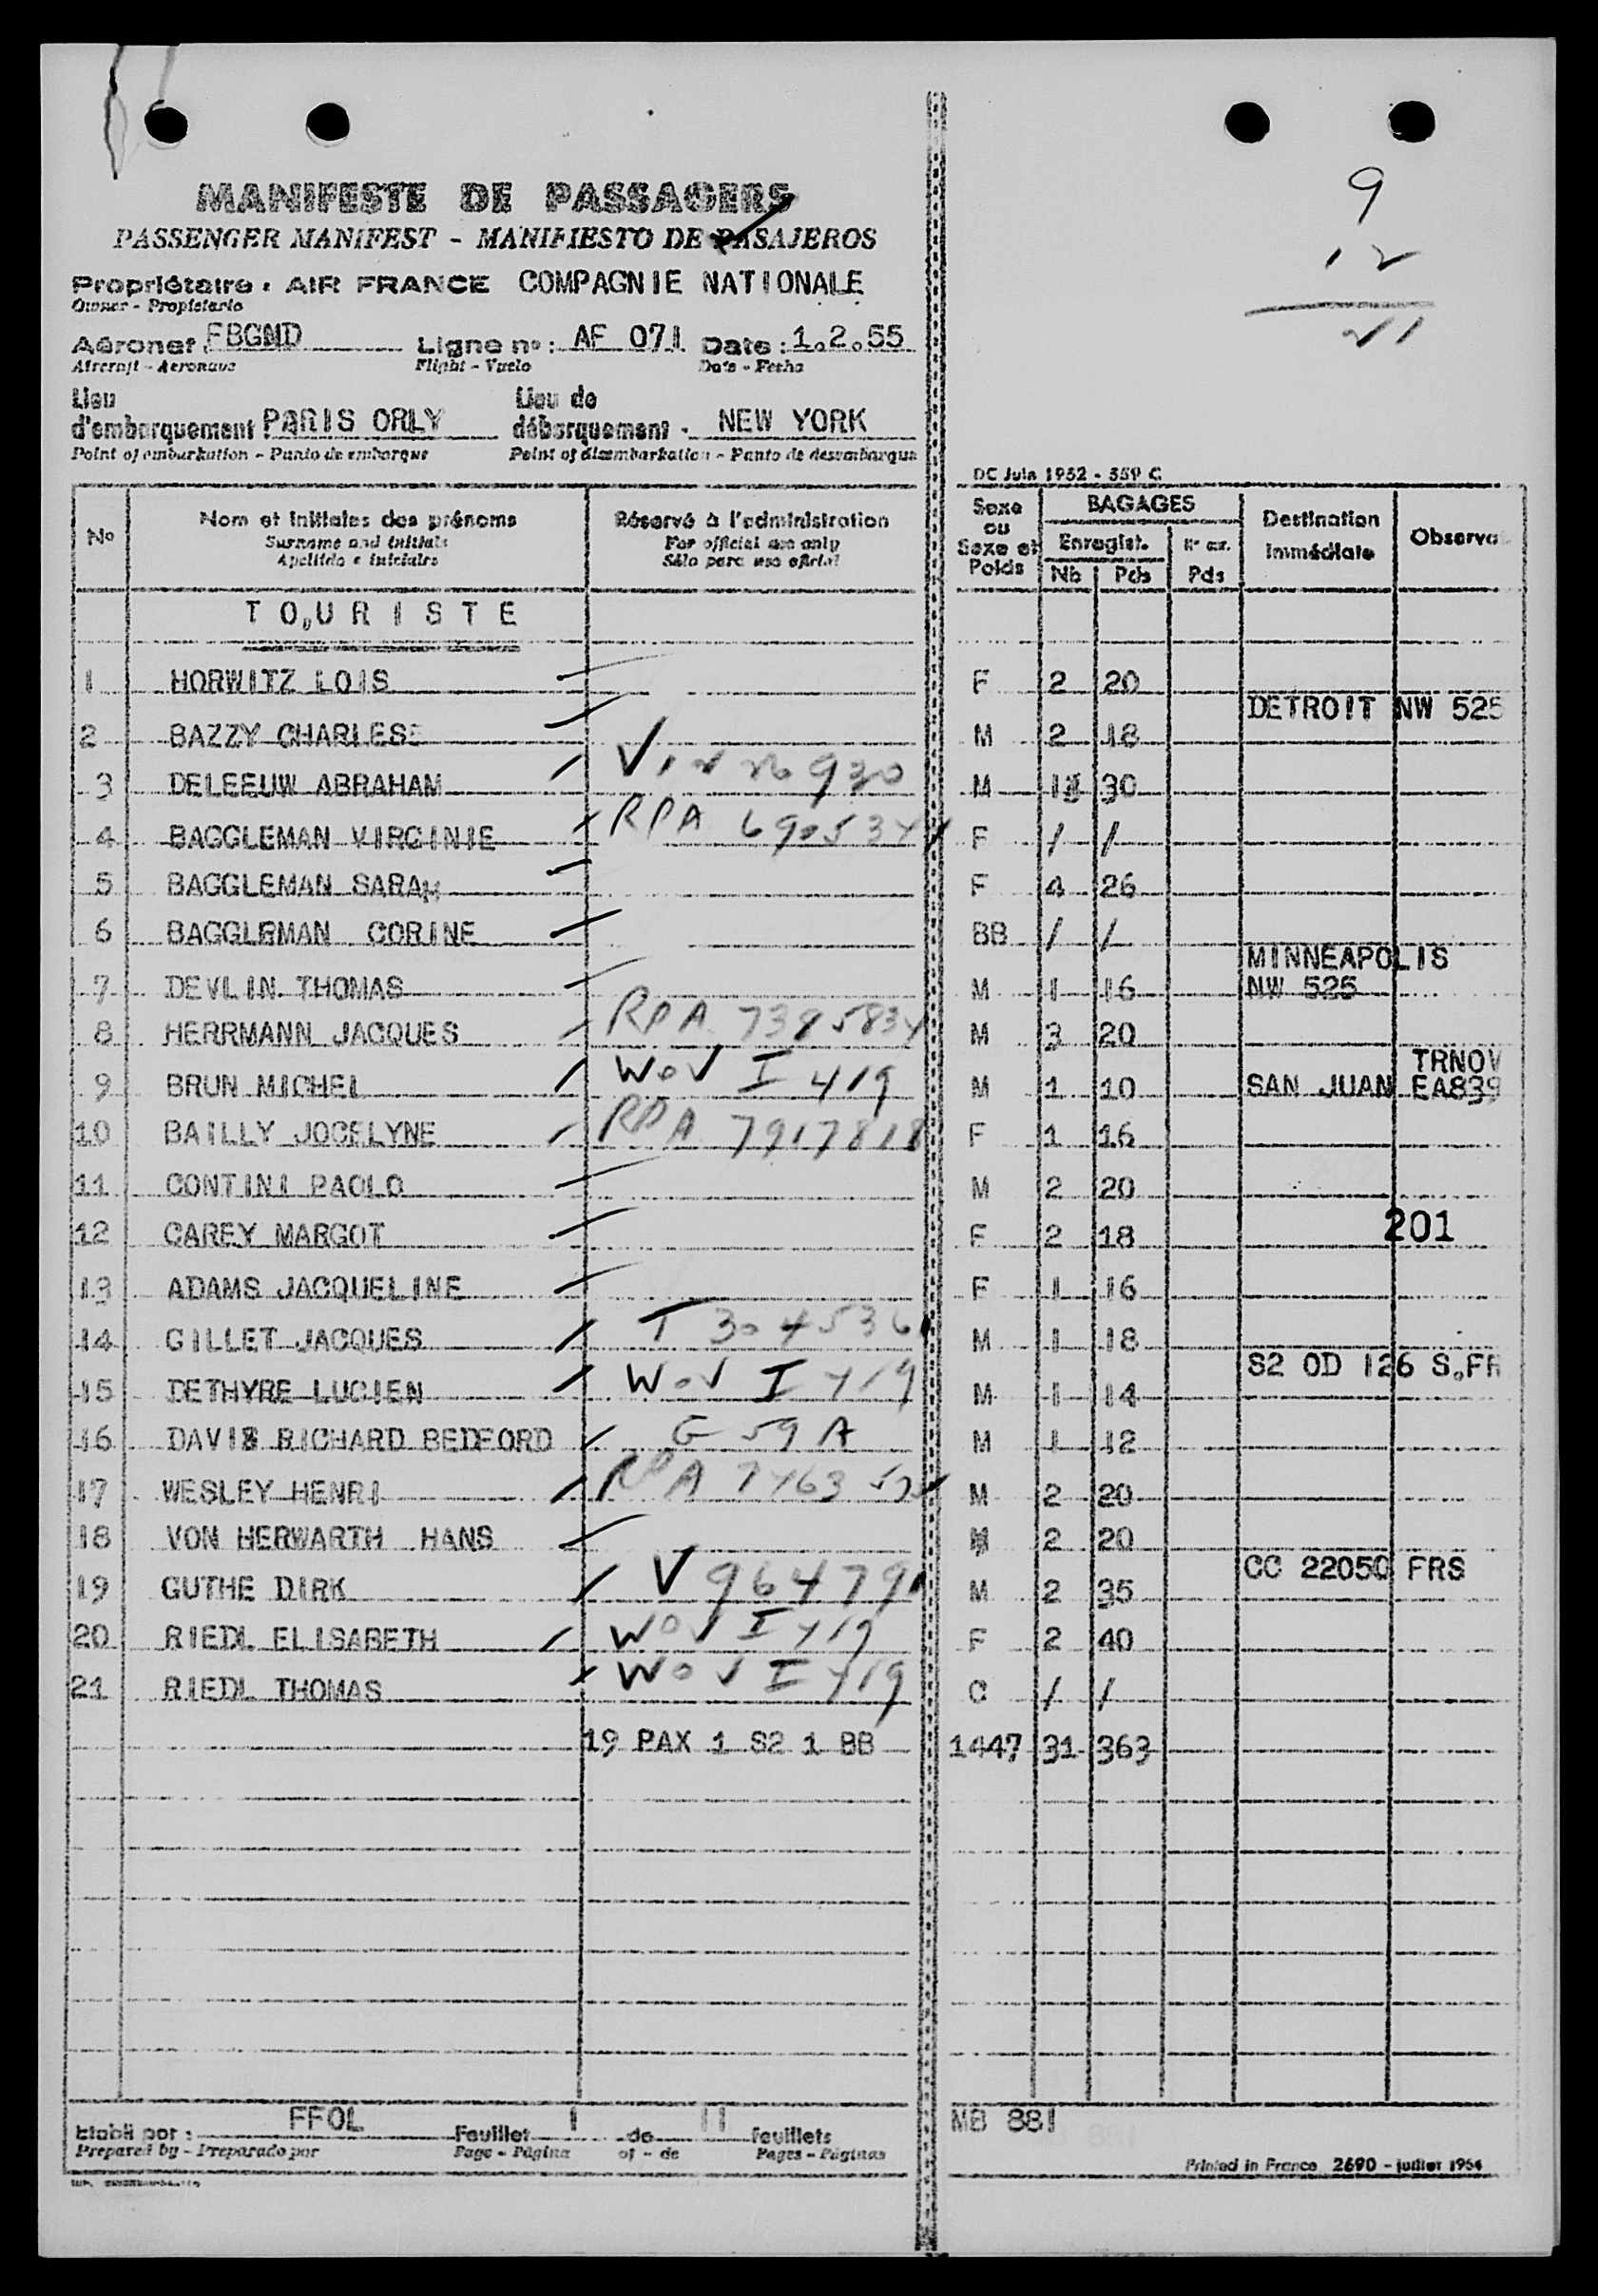 9
12
21
MANIFESTE DE PASSAGERS
PASSENGER MANIFEST - MANIFIESTO DE PASAJEROS
Propriétaire : AIR FRANCE COMPAGNIE NATIONALE
Owner - Propietario
Aéronef : FBGND Ligne n° : AF 071 Date : 1.2.55
Aircraft - Aeronave Flight - Vuelo Date - Fecha
Lieu d'embarquement PARIS ORLY Lieu de débarquement : NEW YORK
Point of embarkation - Punto de embarque Point of disembarkation - Punto de desembarque
DC Juin 1952 - 359 C
N° Nom et initiales des prénoms Réservé à l'administration Sexe ou Sexe et Poids BAGAGES Destination immédiate Observat
Surname and initials For official use only Enregist.
Apellido e iniciales Sólo para uso oficial Nb Pds Pds
TOURISTE
1 HORWITZ LOIS F 2 20
DETROIT NW 525
2 BAZZY CHARLES M 2 18
3 DELEEUW ABRAHAM M 30
4 BAGGLEMAN VIRGINIE RPA F / /
5 BAGGLEMAN SARAH F 4 26
6 BAGGLEMAN CORINE BB / /
MINNEAPOLIS
7 DEVLIN THOMAS M 1 16 NW 525
8 HERRMANN JACQUES RPA M 3 20
TRNOV
9 BRUN MICHEL WOV I 419 M 1 10 SAN JUAN EA839
10 BAILLY JOCELYNE RPA 7917818 F 1 16
11 CONTINI PAOLO M 2 20
12 CAREY MARGOT F 2 18 201
13 ADAMS JACQUELINE F 1 16
14 GILLET JACQUES T 304536 M 1 18
S2 OD 126 S.FR
15 DETHYRE LUCIEN WOV I 419 M 1 14
16 DAVIS RICHARD BEDFORD G 59 A M 1 12
17 WESLEY HENRI RPA M 2 20
18 VON HERWARTH HANS M 2 20
CC 22050 FRS
19 GUTHE DIRK V 96479 M 2 35
20 RIEDL ELISABETH WOV I 419 F 2 40
21 RIEDL THOMAS WOV I 419 C / /
19 PAX 1 S2 1 BB 1447 31 363
Etabli par : FFOL Feuillet 1 de 11 feuillets MB 881
Prepared by - Preparado por Page - Página of - de Pages - Páginas
Printed in France 2690 - juillet 1954